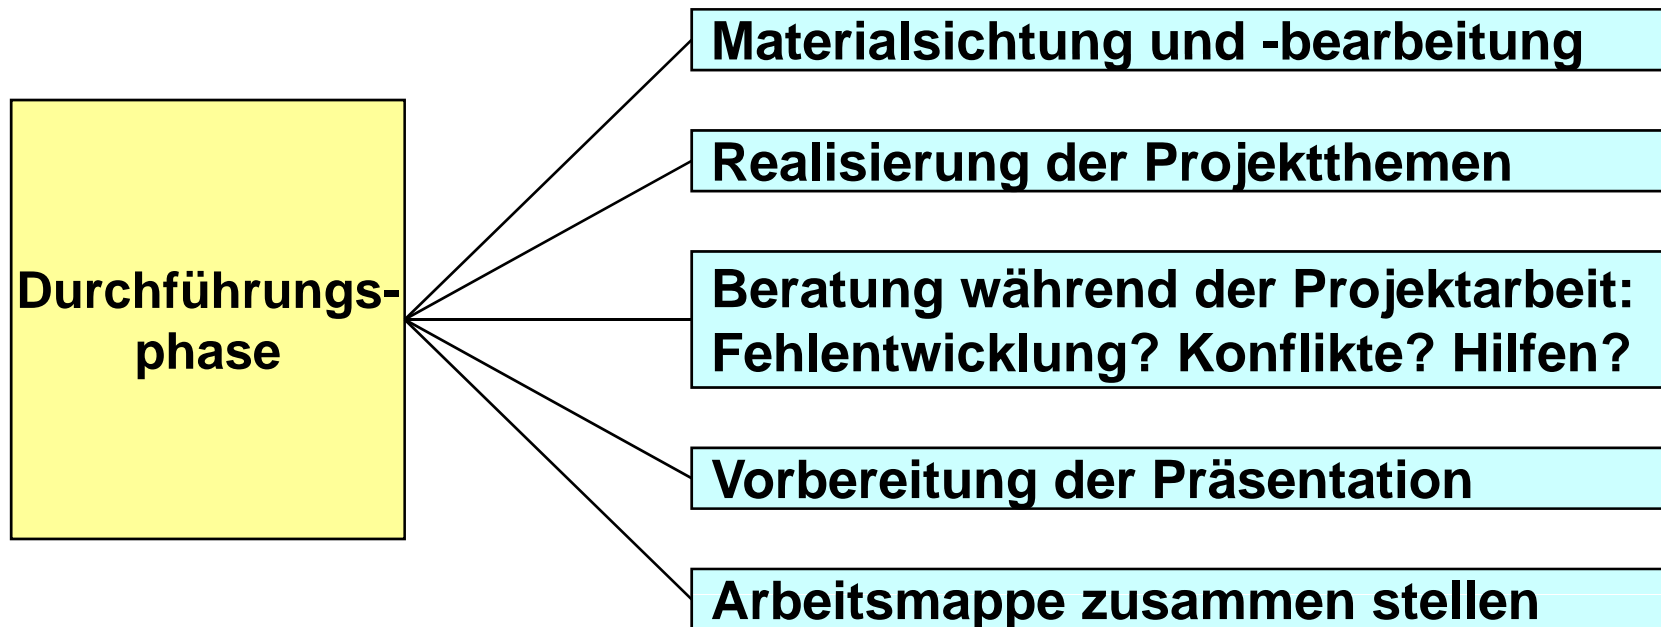 Materialsichtung und -bearbeitung
Realisierung der Projektthemen
Durchführungs-
phase
Beratung während der Projektarbeit:
Fehlentwicklung? Konflikte? Hilfen?
Vorbereitung der Präsentation
Arbeitsmappe zusammen stellen